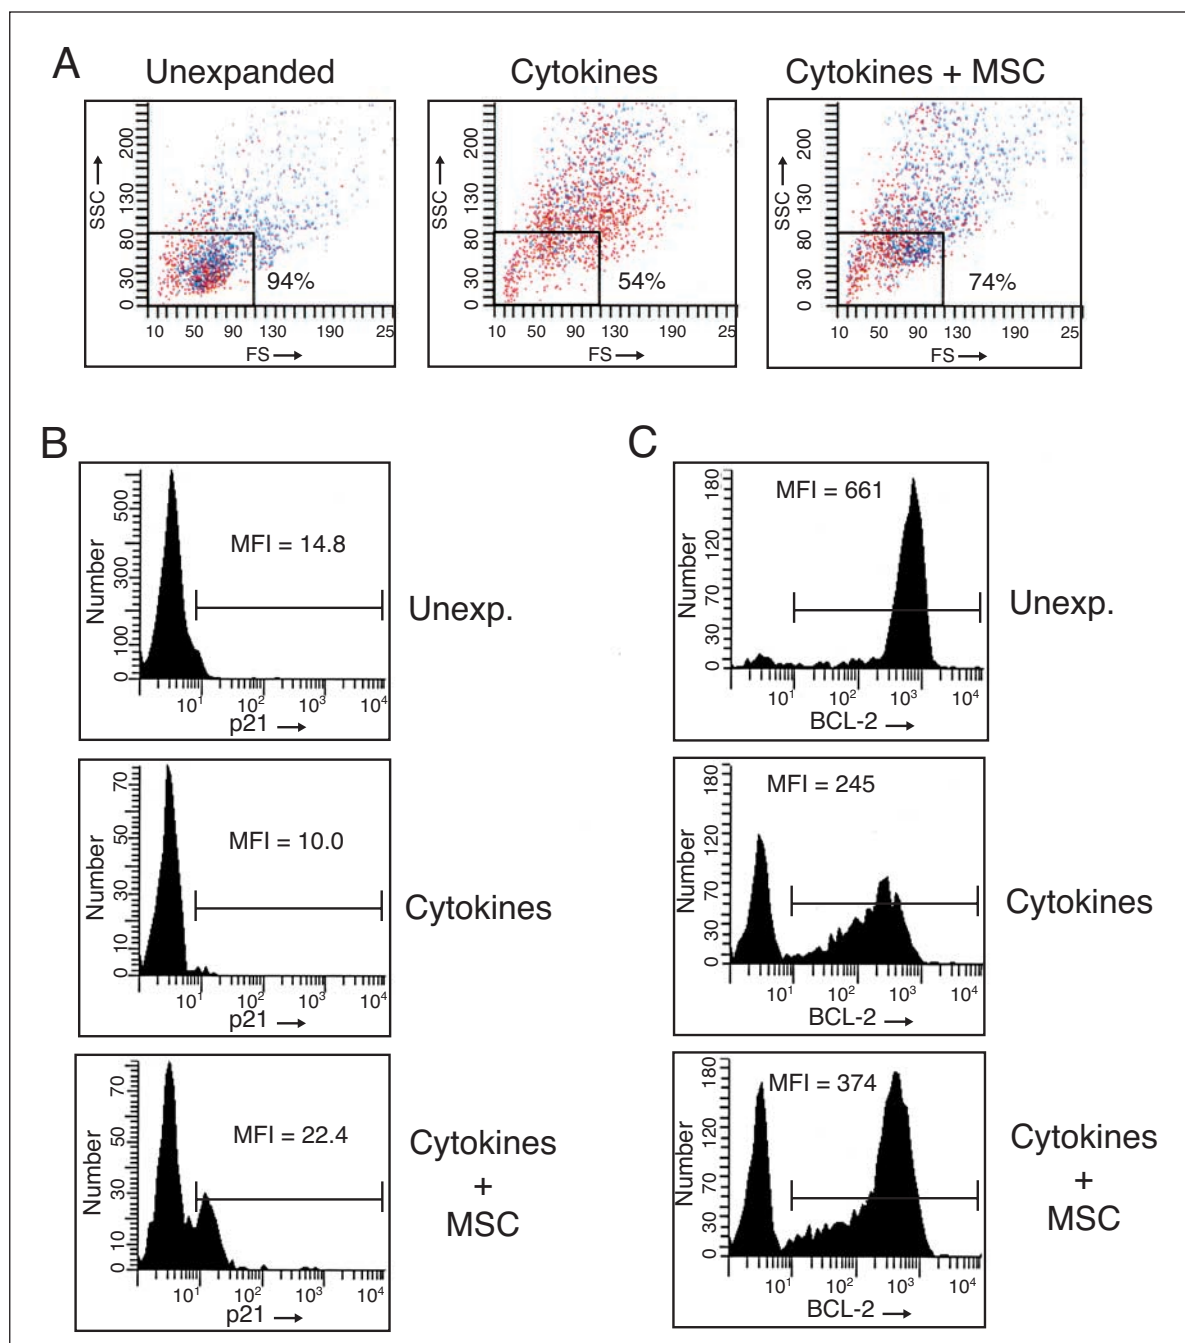 A
Unexpanded
Cytokines
Cytokines + MSC
SSC
200
130
80
30
0
94%
10 50 90 130 190 25
FS
SSC
200
130
80
30
0
54%
10 50 90 130 190 25
FS
SSC
200
130
80
30
0
74%
10 50 90 130 190 25
FS
B
Number
500
300
100
0
MFI = 14.8
10¹ 10² 10³ 10⁴
p21
Unexp.
Number
70
50
30
10
0
MFI = 10.0
10¹ 10² 10³ 10⁴
p21
Cytokines
Number
70
50
30
10
0
MFI = 22.4
10¹ 10² 10³ 10⁴
p21
Cytokines
+
MSC
C
Number
180
120
70
30
0
MFI = 661
10¹ 10² 10³ 10⁴
BCL-2
Unexp.
Number
180
120
70
30
0
MFI = 245
10¹ 10² 10³ 10⁴
BCL-2
Cytokines
Number
180
120
70
30
0
MFI = 374
10¹ 10² 10³ 10⁴
BCL-2
Cytokines
+
MSC